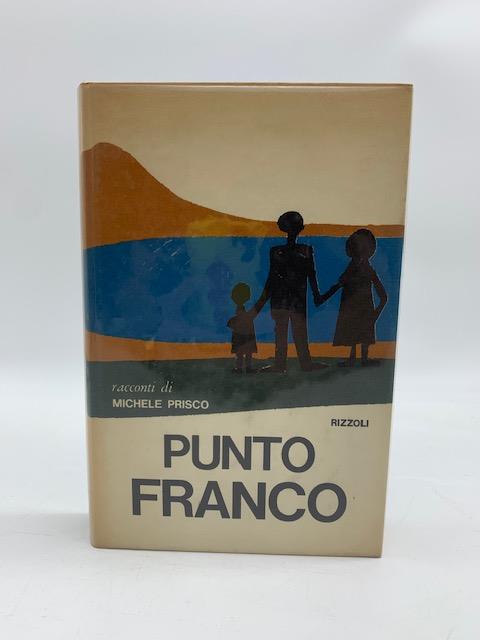 racconti di
MICHELE PRISCO
RIZZOLI
PUNTO
FRANCO